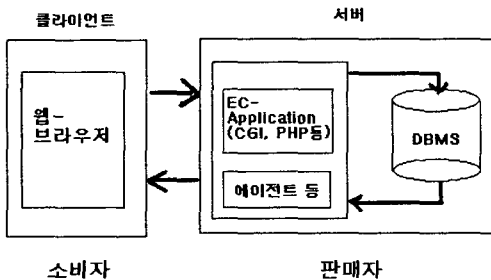 클라이언트
서버
웹-
브라우저
EC-
Application
(CGI, PHP등)
에이전트 등
DBMS
소비자
판매자